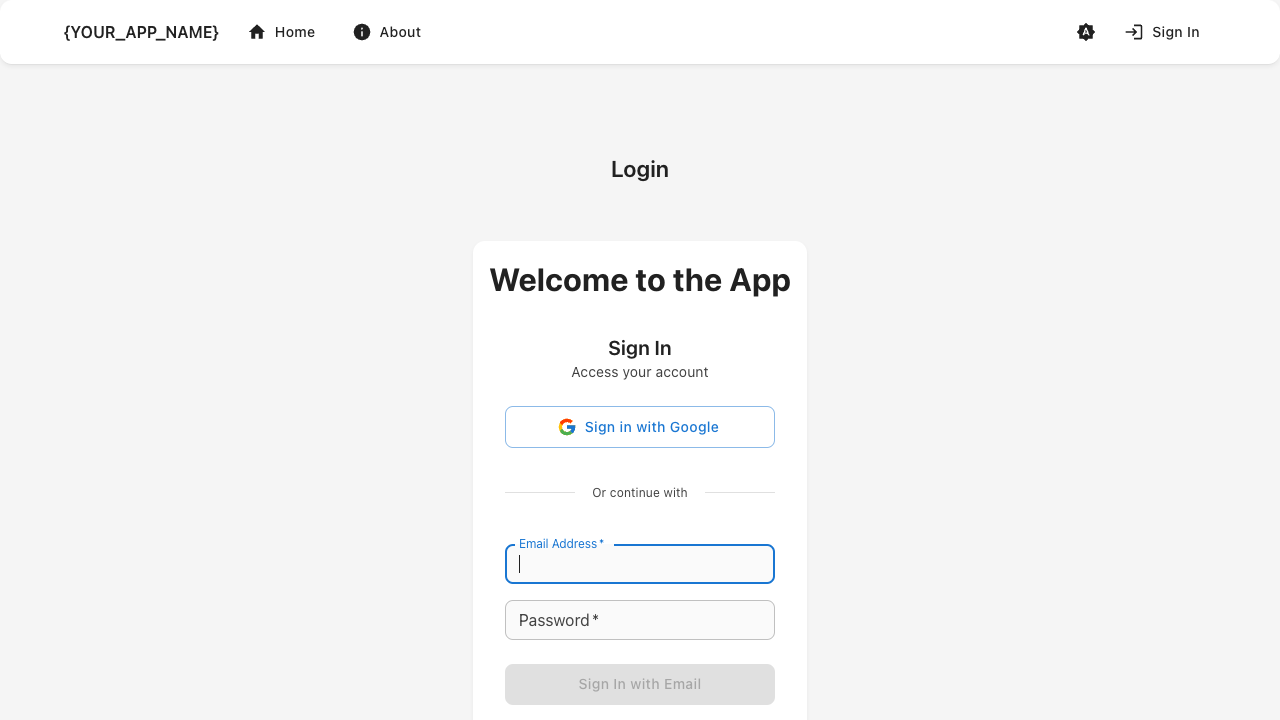 {YOUR_APP_NAME} Home About Sign In
Login
Welcome to the App
Sign In
Access your account
Sign in with Google
Or continue with
Email Address *
Password *
Sign In with Email